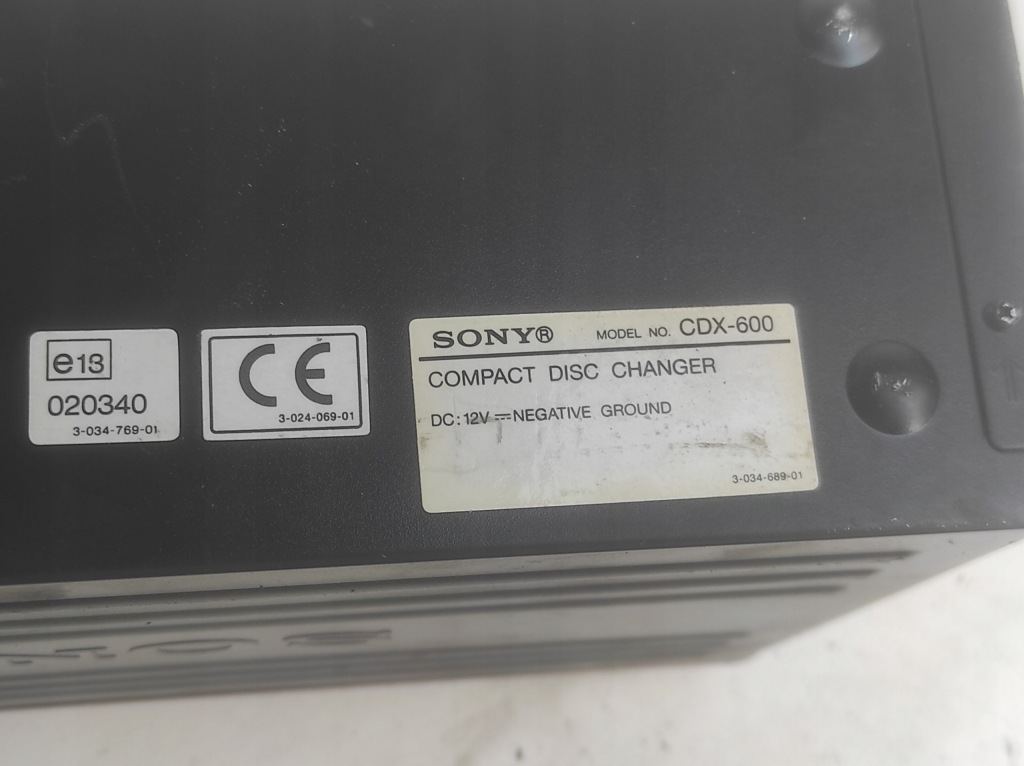 e13
020340
3-034-769-01
CE
3-024-069-01
SONY® MODEL NO. CDX-600
COMPACT DISC CHANGER
DC:12V ⎓NEGATIVE GROUND
3-034-689-01
SONY